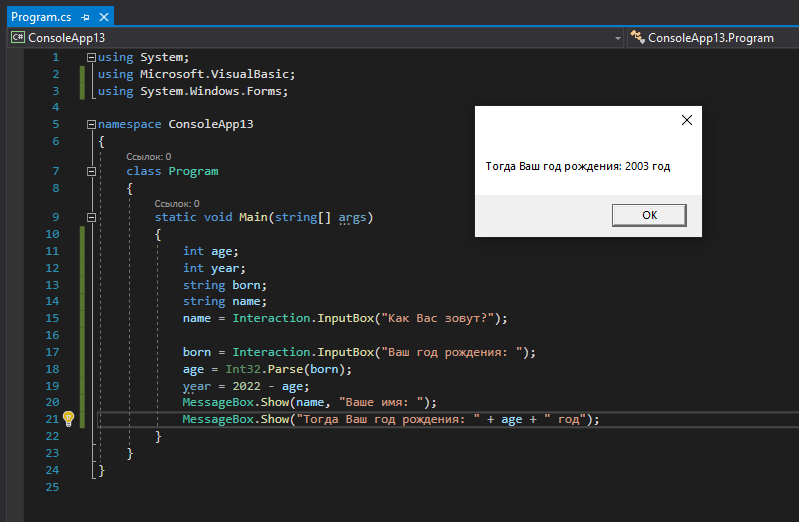 Program.cs
ConsoleApp13
ConsoleApp13.Program
1 using System;
2 using Microsoft.VisualBasic;
3 using System.Windows.Forms;
4
5 namespace ConsoleApp13
6 {
Ссылок: 0
7 class Program
8 {
Ссылок: 0
9 static void Main(string[] args)
10 {
11 int age;
12 int year;
13 string born;
14 string name;
15 name = Interaction.InputBox("Как Вас зовут?");
16
17 born = Interaction.InputBox("Ваш год рождения: ");
18 age = Int32.Parse(born);
19 year = 2022 - age;
20 MessageBox.Show(name, "Ваше имя: ");
21 MessageBox.Show("Тогда Ваш год рождения: " + age + " год");
22 }
23 }
24 }
25
Тогда Ваш год рождения: 2003 год
OK